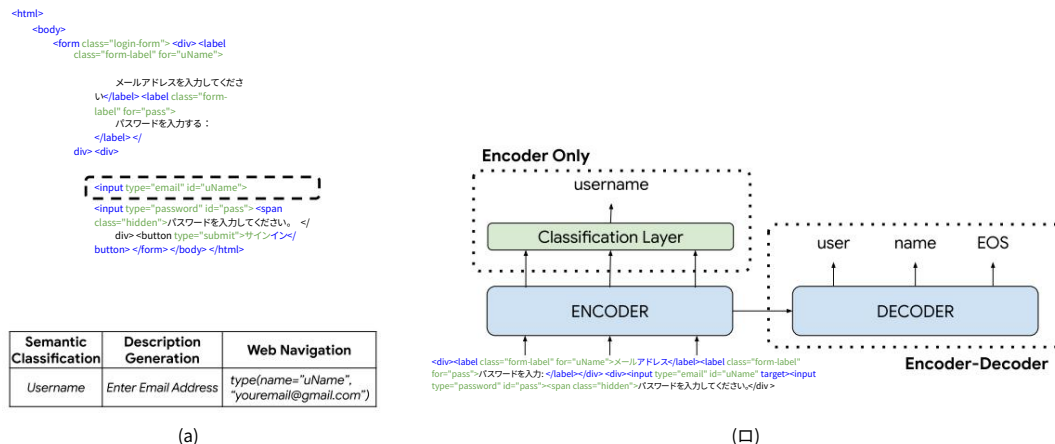 <html>
<body>
<form class="login-form"> <div> <label
class="form-label" for="uName">
メールアドレスを入力してくださ
い</label> <label class="form-
label" for="pass">
パスワードを入力する：
</label> </
div> <div>
<input type="email" id="uName">
<input type="password" id="pass"> <span
class="hidden">パスワードを入力してください。 </
div> <button type="submit">サインイン</
button> </form> </body> </html>
Semantic Classification
Description Generation
Web Navigation
Username
Enter Email Address
type(name="uName",
"youremail@gmail.com")
(a)
Encoder Only
username
Classification Layer
ENCODER
user name EOS
DECODER
Encoder-Decoder
<div><label class="form-label" for="uName">メールアドレス</label><label class="form-label"
for="pass">パスワードを入力: </label></div> <div><input type="email" id="uName" target><input
type="password" id="pass"><span class="hidden">パスワードを入力してください。</div >
(ロ)